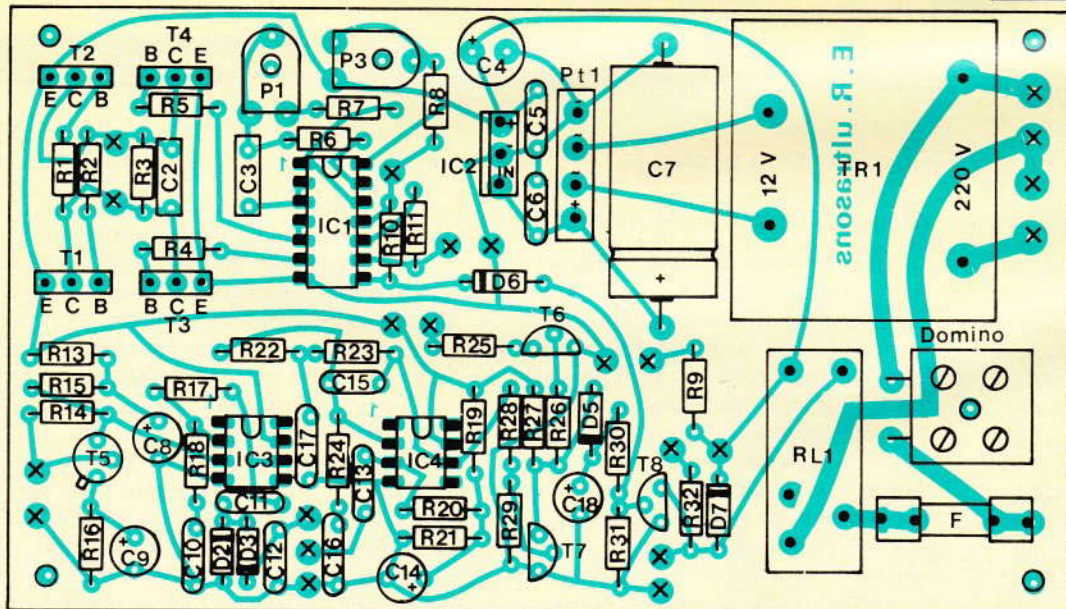 T2
T4
B C E
P1
P3
C4
Pt1
E.R. ultrasons
E C B
R5
R7
R8
C5
R6
IC2
C7
12 V
TR1
220 V
R1
R2
R3
C2
C3
1
IC1
R10
R11
C6
+
R4
T1
E C B
B C E
T3
D6
+
T6
Domino
R13
R22
R23
R25
R15
R17
C15
R9
R14
1
1
R19
R28
R27
R26
D5
R30
T5
C8
R18
IC3
C17
R24
C13
IC4
T8
RL1
C11
R20
C18
R32
D7
F
R16
C9
C10
D2
D3
C12
C16
R21
R29
T7
R31
C14